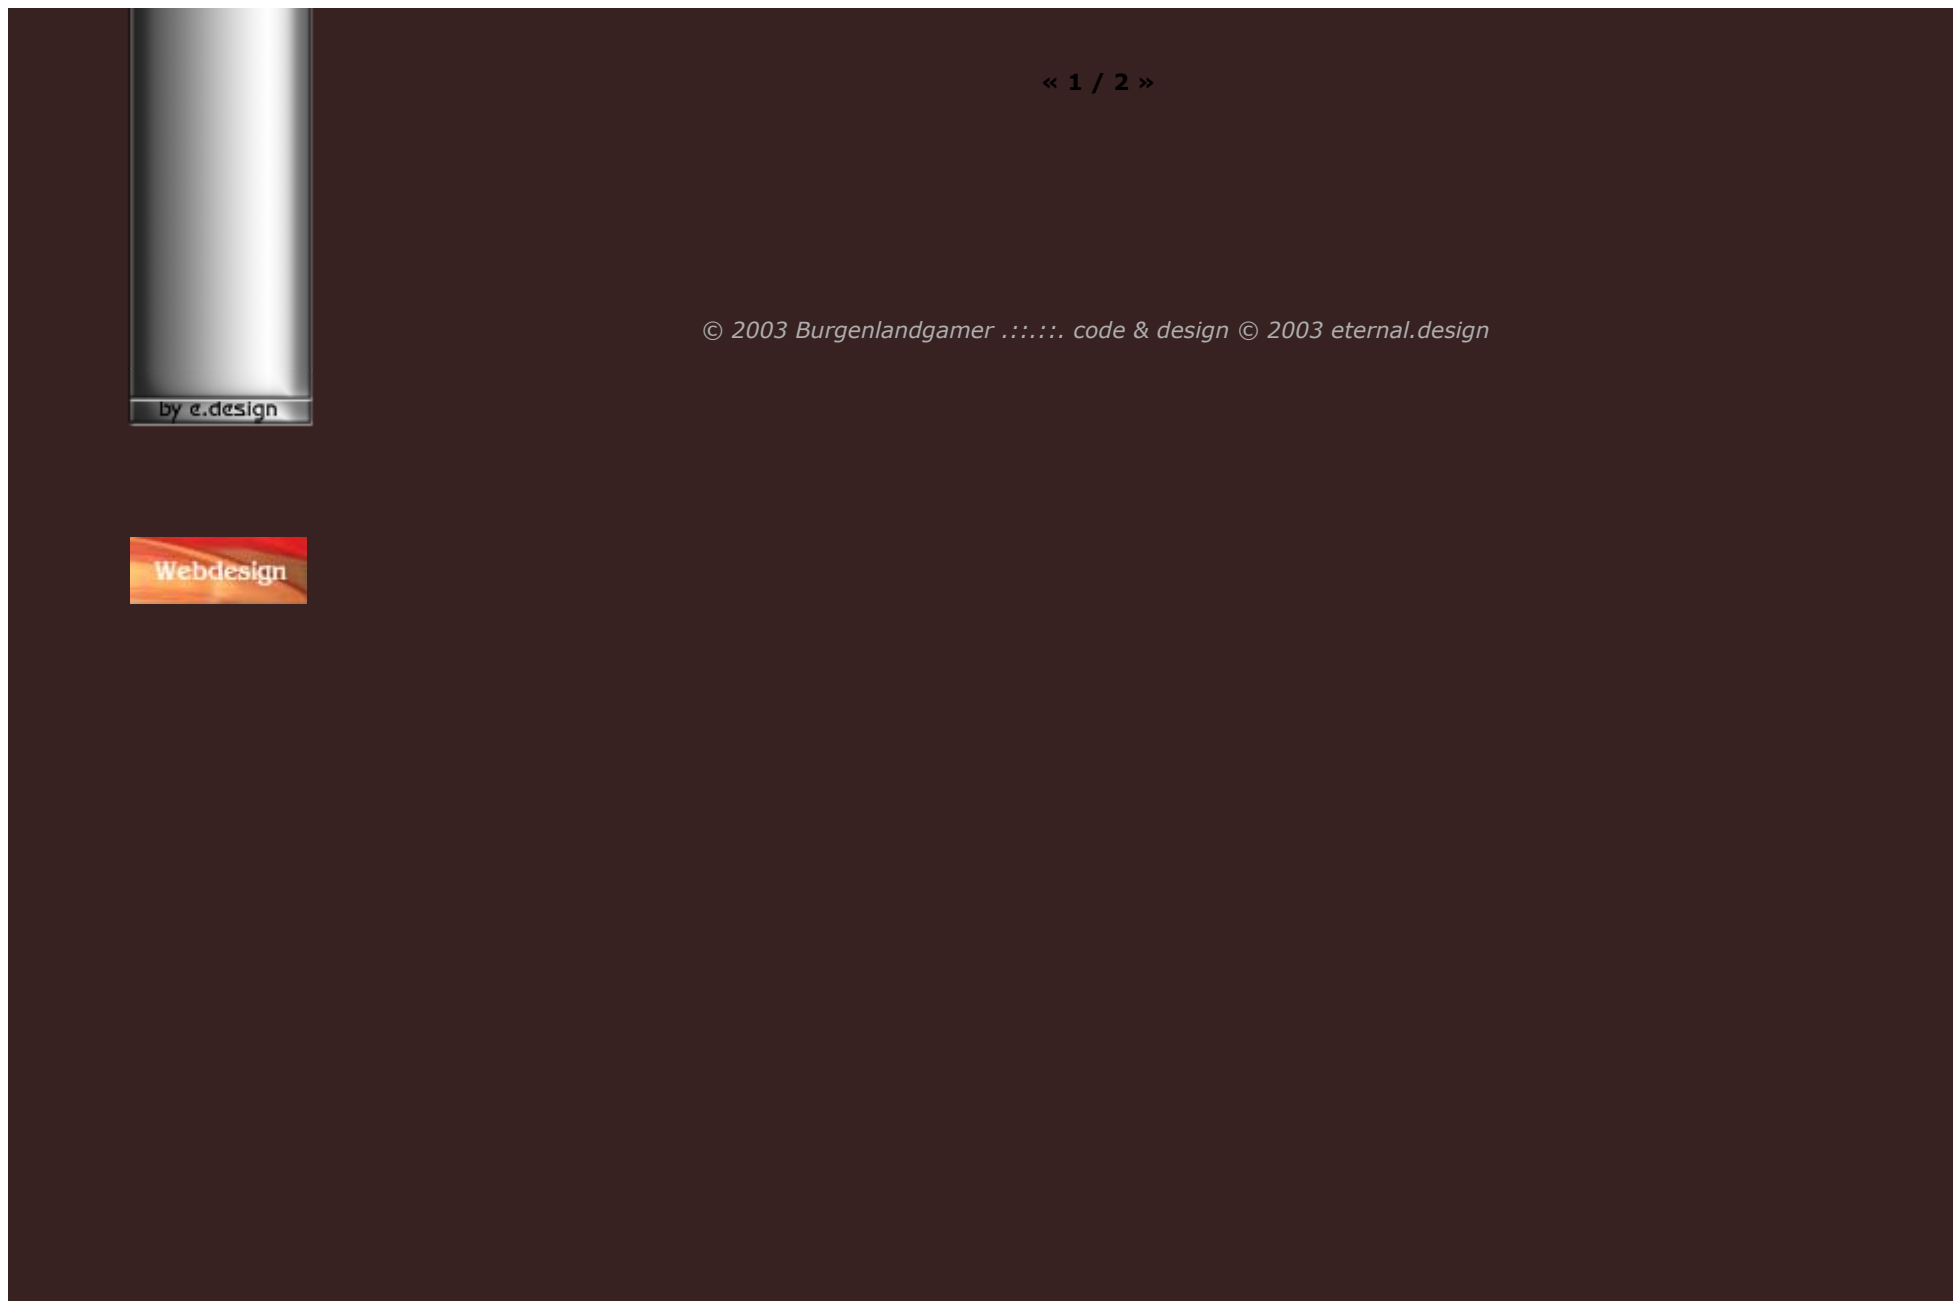 « 1 / 2 »
© 2003 Burgenlandgamer .::.::. code & design © 2003 eternal.design
by e.design
Webdesign